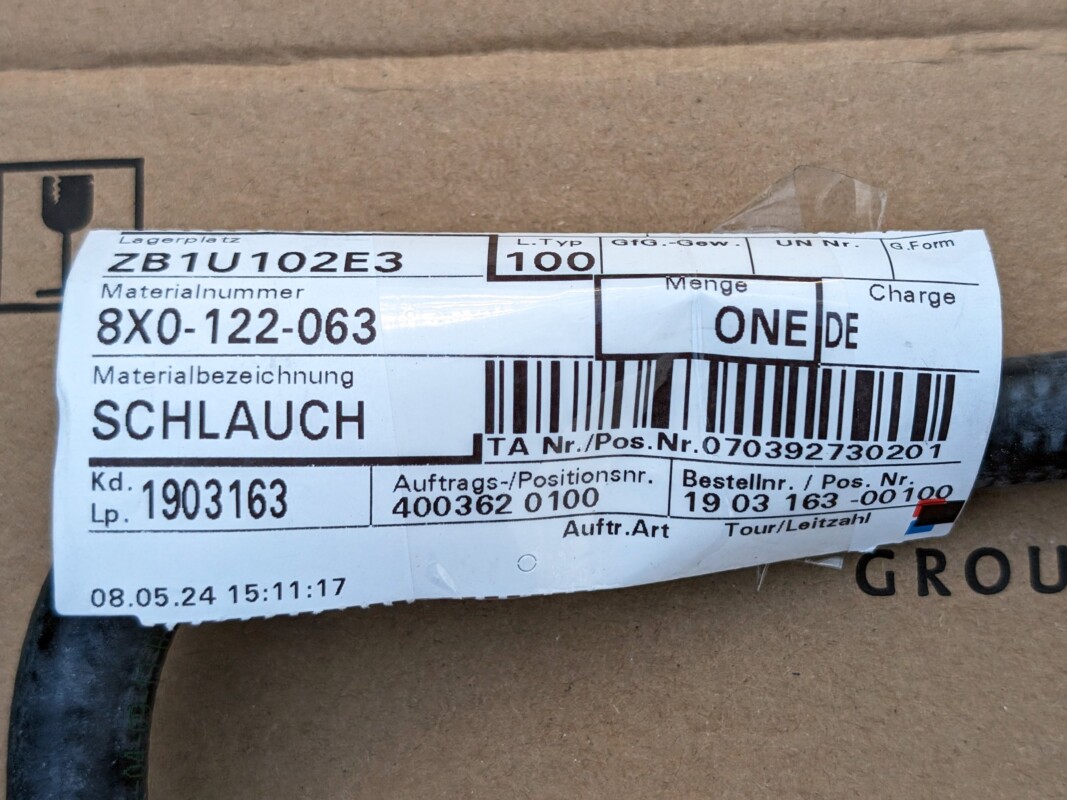 Lagerplatz L.Typ GfG.-Gew. UN Nr. G.Form
ZB1U102E3 100
Materialnummer Menge Charge
8X0-122-063 ONE DE
Materialbezeichnung
SCHLAUCH
TA Nr./Pos.Nr.070392730201
Kd. Lp. 1903163
Auftrags-/Positionsnr. Bestellnr. / Pos. Nr.
400362 0100 19 03 163 -00100
Auftr.Art Tour/Leitzahl
08.05.24 15:11:17
GROU